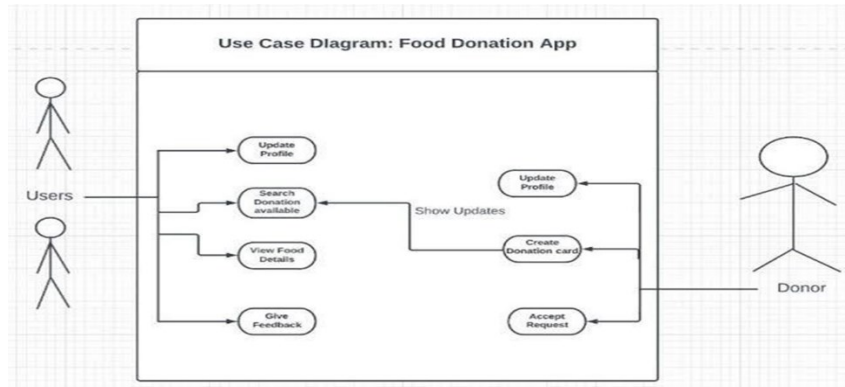 Use Case DIagram: Food Donation App
Update
Profile
Users
Search
Donation
available
View Food
Details
Give
Feedback
Show Updates
Update
Profile
Create
Donation card
Accept
Request
Donor